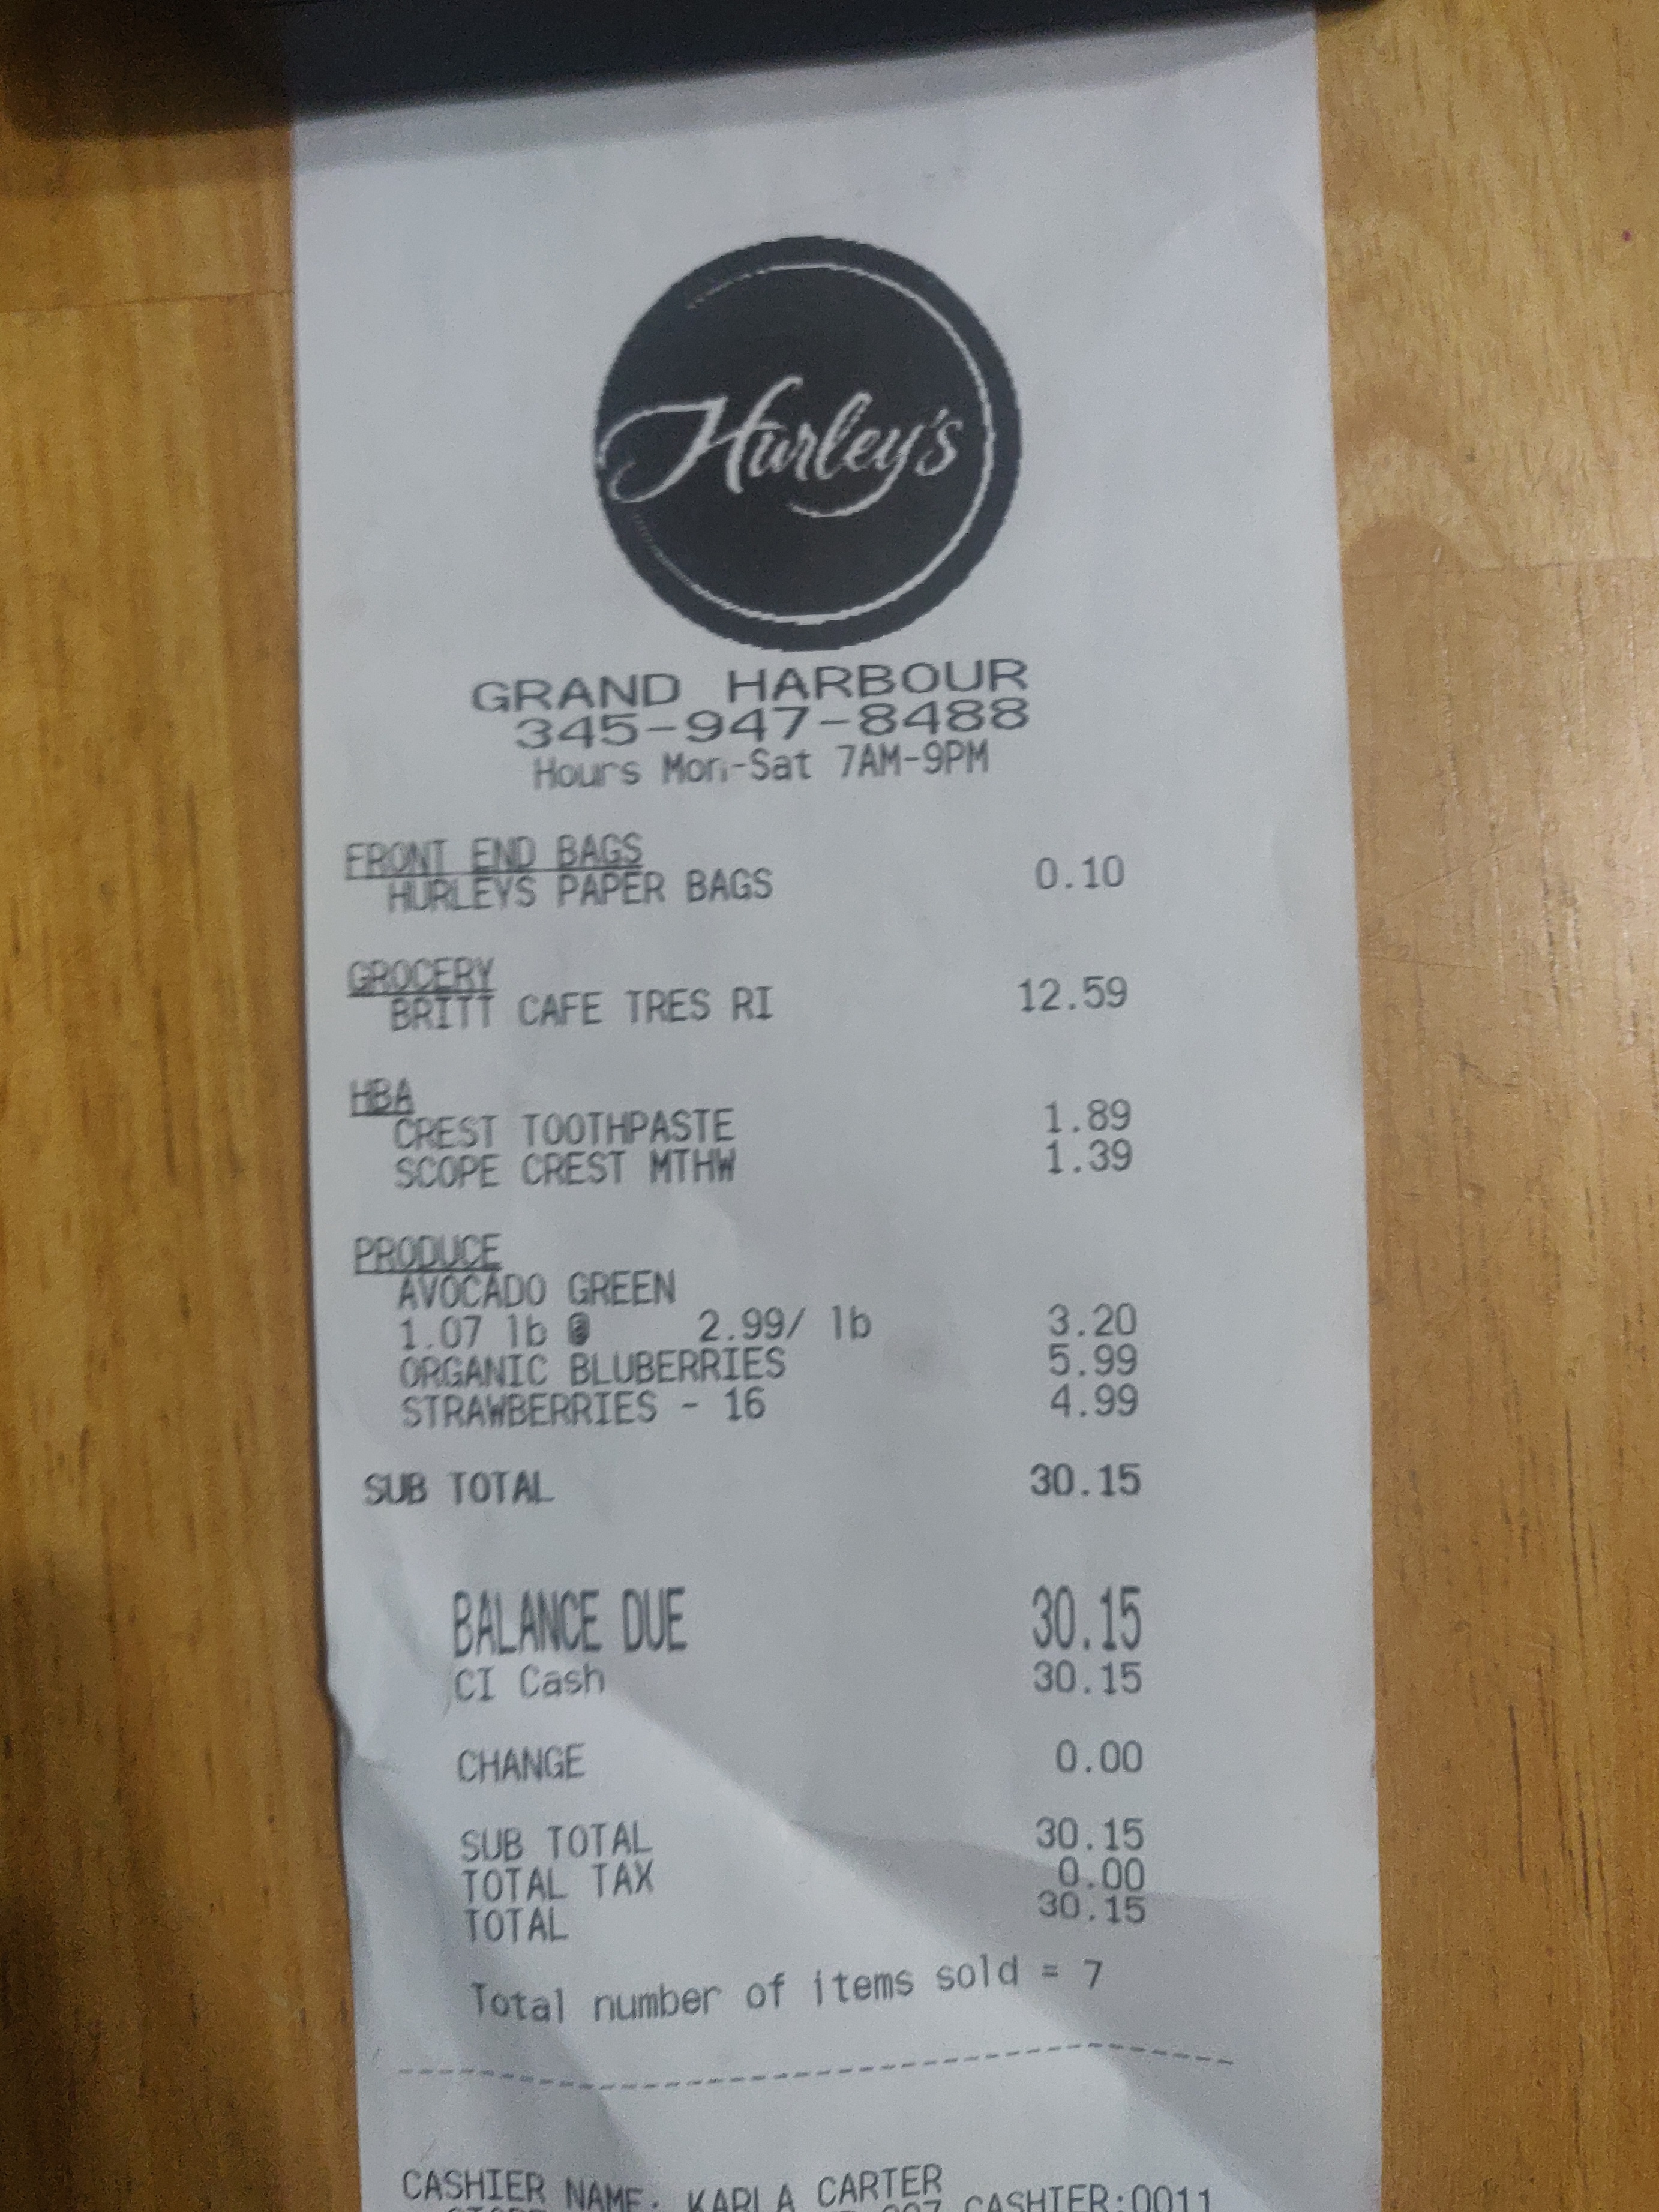 Hurley's
GRAND HARBOUR
345-947-8488
Hours Mon-Sat 7AM-9PM
FRONT END BAGS
HURLEYS PAPER BAGS 0.10
GROCERY
BRITT CAFE TRES RI 12.59
HBA
CREST TOOTHPASTE 1.89
SCOPE CREST MTHW 1.39
PRODUCE
AVOCADO GREEN
1.07 lb @ 2.99/ lb 3.20
ORGANIC BLUBERRIES 5.99
STRAWBERRIES - 16 4.99
SUB TOTAL 30.15
BALANCE DUE 30.15
CI Cash 30.15
CHANGE 0.00
SUB TOTAL 30.15
TOTAL TAX 0.00
TOTAL 30.15
Total number of items sold = 7
CASHIER NAME: KARLA CARTER
CASHIER:0011